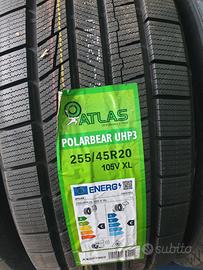 ATLAS
POLARBEAR UHP3
255/45R20
105V XL
ENERG
subito